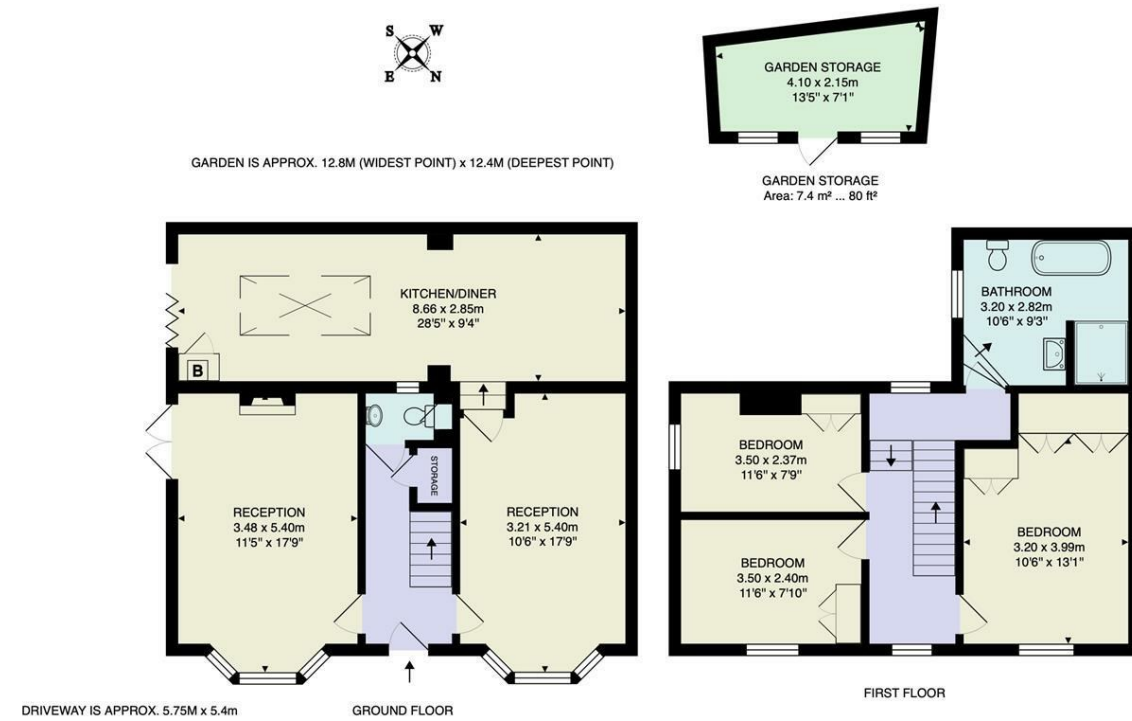 S W
E N
GARDEN STORAGE
4.10 x 2.15m
13'5" x 7'1"
GARDEN IS APPROX. 12.8M (WIDEST POINT) x 12.4M (DEEPEST POINT)
GARDEN STORAGE
Area: 7.4 m² ... 80 ft²
KITCHEN/DINER
8.66 x 2.85m
28'5" x 9'4"
B
STORAGE
RECEPTION
3.48 x 5.40m
11'5" x 17'9"
RECEPTION
3.21 x 5.40m
10'6" x 17'9"
BATHROOM
3.20 x 2.82m
10'6" x 9'3"
BEDROOM
3.50 x 2.37m
11'6" x 7'9"
BEDROOM
3.50 x 2.40m
11'6" x 7'10"
BEDROOM
3.20 x 3.99m
10'6" x 13'1"
FIRST FLOOR
DRIVEWAY IS APPROX. 5.75M x 5.4m
GROUND FLOOR